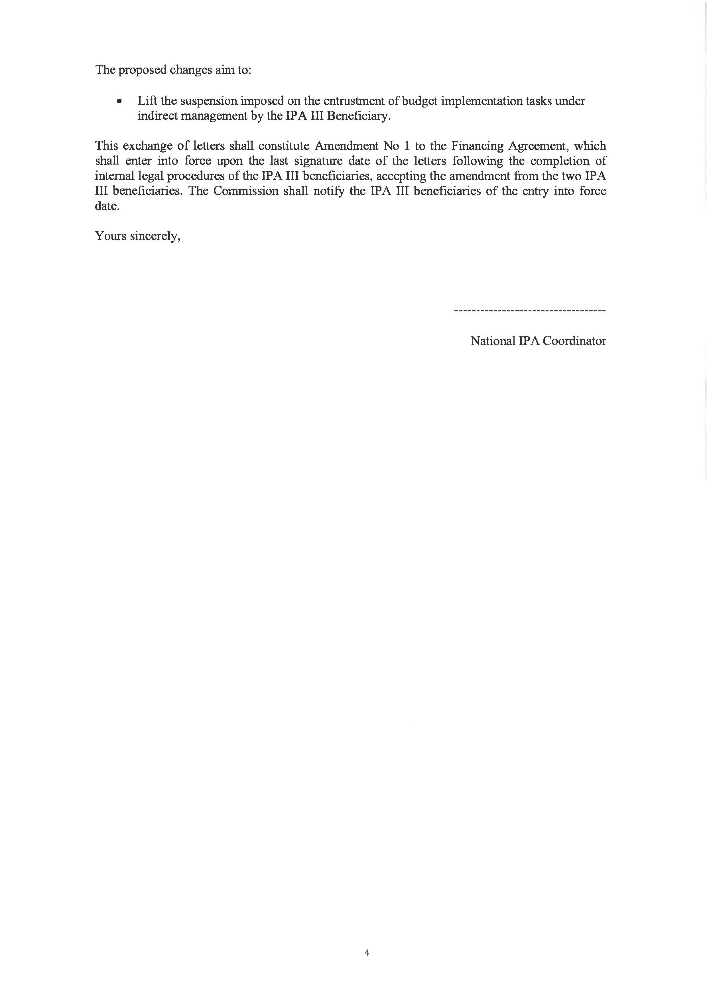 The proposed changes aim to:
• Lift the suspension imposed on the entrustment of budget implementation tasks under
indirect management by the IPA III Beneficiary.
This exchange of letters shall constitute Amendment No 1 to the Financing Agreement, which
shall enter into force upon the last signature date of the letters following the completion of
internal legal procedures of the IPA III beneficiaries, accepting the amendment from the two IPA
III beneficiaries. The Commission shall notify the IPA III beneficiaries of the entry into force
date.
Yours sincerely,
-----------------------------------
National IPA Coordinator
4